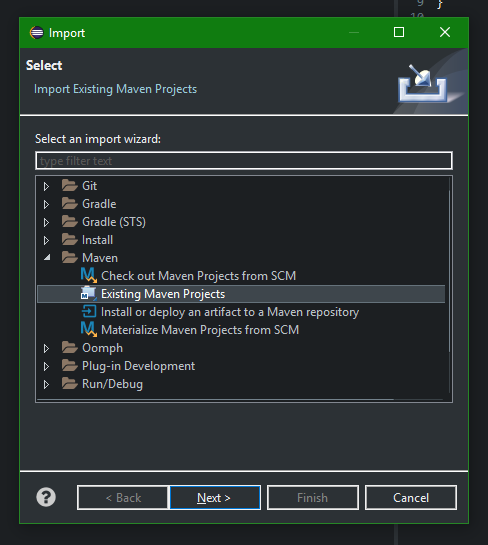 9 }
10
Import
Select
Import Existing Maven Projects
Select an import wizard:
type filter text
Git
Gradle
Gradle (STS)
Install
Maven
Check out Maven Projects from SCM
Existing Maven Projects
Install or deploy an artifact to a Maven repository
Materialize Maven Projects from SCM
Oomph
Plug-in Development
Run/Debug
< Back
Next >
Finish
Cancel